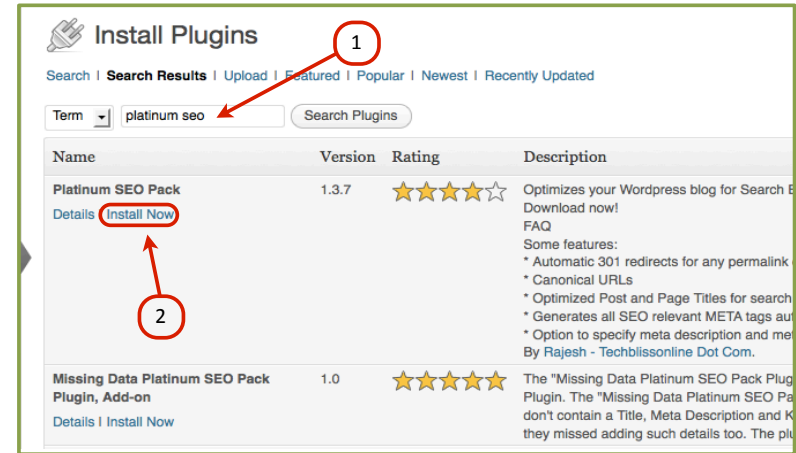 Install Plugins
1
Search | Search Results | Upload | Featured | Popular | Newest | Recently Updated
Term platinum seo Search Plugins
Name Version Rating Description
Platinum SEO Pack 1.3.7 Optimizes your Wordpress blog for Search
Details | Install Now Download now!
FAQ
Some features:
* Automatic 301 redirects for any permalink
* Canonical URLs
2 * Optimized Post and Page Titles for search
* Generates all SEO relevant META tags
* Option to specify meta description and
By Rajesh - Techblissonline Dot Com.
Missing Data Platinum SEO Pack 1.0 The "Missing Data Platinum SEO Pack
Plugin, Add-on Plugin. The "Missing Data Platinum SEO
don't contain a Title, Meta Description and
Details | Install Now they missed adding such details too. The